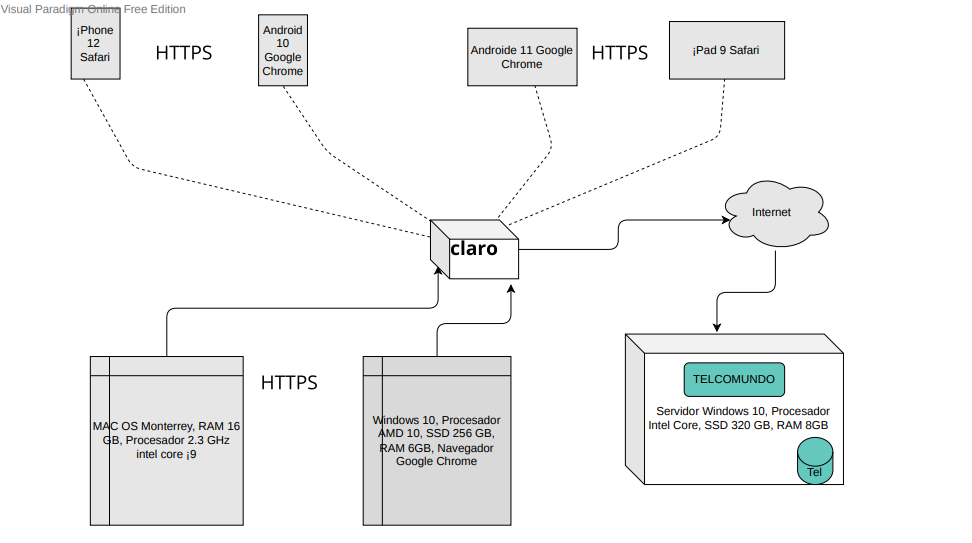 Visual Paradigm Online Free Edition
¡Phone
12
Safari
HTTPS
Android
10
Google
Chrome
Androide 11 Google
Chrome
HTTPS
¡Pad 9 Safari
Internet
claro
HTTPS
MAC OS Monterrey, RAM 16
GB, Procesador 2.3 GHz
intel core ¡9
Windows 10, Procesador
AMD 10, SSD 256 GB,
RAM 6GB, Navegador
Google Chrome
TELCOMUNDO
Servidor Windows 10, Procesador
Intel Core, SSD 320 GB, RAM 8GB
Tel